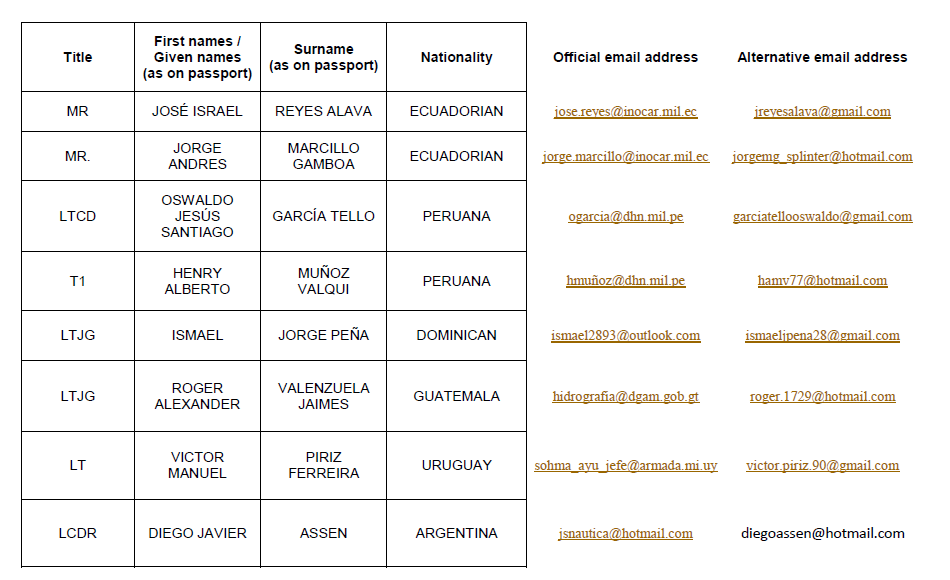 Title
First names /
Given names
(as on passport)
Surname
(as on passport)
Nationality
Official email address
Alternative email address
MR
JOSÉ ISRAEL
REYES ALAVA
ECUADORIAN
jose.reyes@inocar.mil.ec
jreyesalava@gmail.com
MR.
JORGE
ANDRES
MARCILLO
GAMBOA
ECUADORIAN
jorge.marcillo@inocar.mil.ec
jorgemg_splinter@hotmail.com
LTCD
OSWALDO
JESÚS
SANTIAGO
GARCÍA TELLO
PERUANA
ogarcia@dhn.mil.pe
garciatellooswaldo@gmail.com
T1
HENRY
ALBERTO
MUÑOZ
VALQUI
PERUANA
hmuñoz@dhn.mil.pe
hamv77@hotmail.com
LTJG
ISMAEL
JORGE PEÑA
DOMINICAN
ismael2893@outlook.com
ismaeljpena28@gmail.com
LTJG
ROGER
ALEXANDER
VALENZUELA
JAIMES
GUATEMALA
hidrografia@dgam.gob.gt
roger.1729@hotmail.com
LT
VICTOR
MANUEL
PIRIZ
FERREIRA
URUGUAY
sohma_ayu_jefe@armada.mi.uy
victor.piriz.90@gmail.com
LCDR
DIEGO JAVIER
ASSEN
ARGENTINA
jsnautica@hotmail.com
diegoassen@hotmail.com